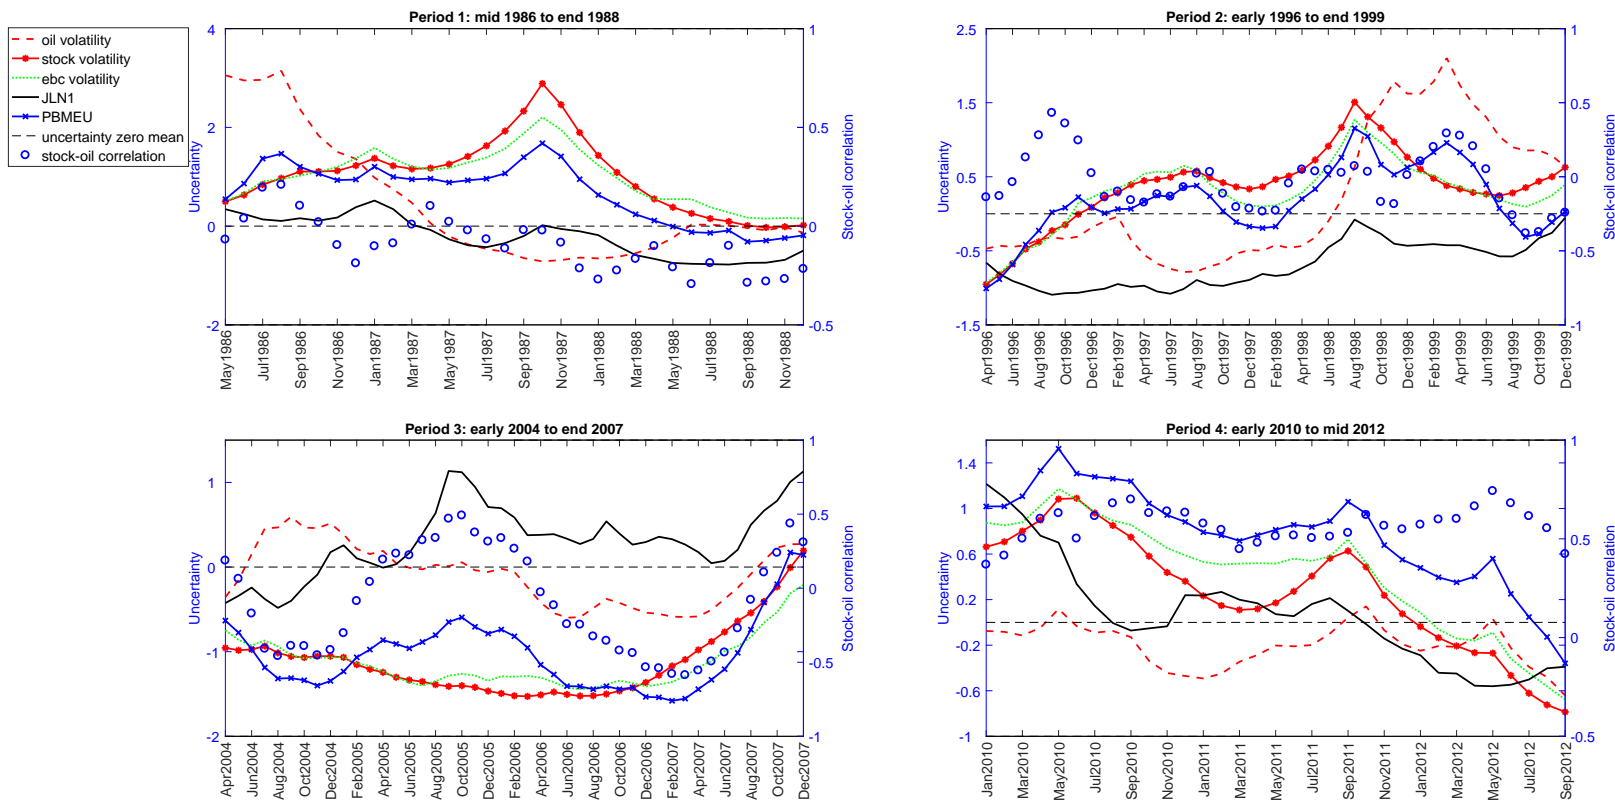 Period 1: mid 1986 to end 1988
oil volatility
stock volatility
ebc volatility
JLN1
PBMEU
uncertainty zero mean
stock-oil correlation
Uncertainty
4
2
0
-2
1
0.5
0
-0.5
Stock-oil correlation
May1986
Jul1986
Sep1986
Nov1986
Jan1987
Mar1987
May1987
Jul1987
Sep1987
Nov1987
Jan1988
Mar1988
May1988
Jul1988
Sep1988
Nov1988
Period 2: early 1996 to end 1999
Uncertainty
2.5
1.5
0.5
-0.5
-1.5
1
0.5
0
-0.5
-1
Stock-oil correlation
Apr1996
Jun1996
Aug1996
Oct1996
Dec1996
Feb1997
Apr1997
Jun1997
Aug1997
Oct1997
Dec1997
Feb1998
Apr1998
Jun1998
Aug1998
Oct1998
Dec1998
Feb1999
Apr1999
Jun1999
Aug1999
Oct1999
Dec1999
Period 3: early 2004 to end 2007
Uncertainty
1
0
-1
-2
1
0.5
0
-0.5
-1
Stock-oil correlation
Apr2004
Jun2004
Aug2004
Oct2004
Dec2004
Feb2005
Apr2005
Jun2005
Aug2005
Oct2005
Dec2005
Feb2006
Apr2006
Jun2006
Aug2006
Oct2006
Dec2006
Feb2007
Apr2007
Jun2007
Aug2007
Oct2007
Dec2007
Period 4: early 2010 to mid 2012
Uncertainty
1.4
1
0.6
0.2
-0.2
-0.6
-1
1
0.5
0
-0.5
Stock-oil correlation
Jan2010
Mar2010
May2010
Jul2010
Sep2010
Nov2010
Jan2011
Mar2011
May2011
Jul2011
Sep2011
Nov2011
Jan2012
Mar2012
May2012
Jul2012
Sep2012